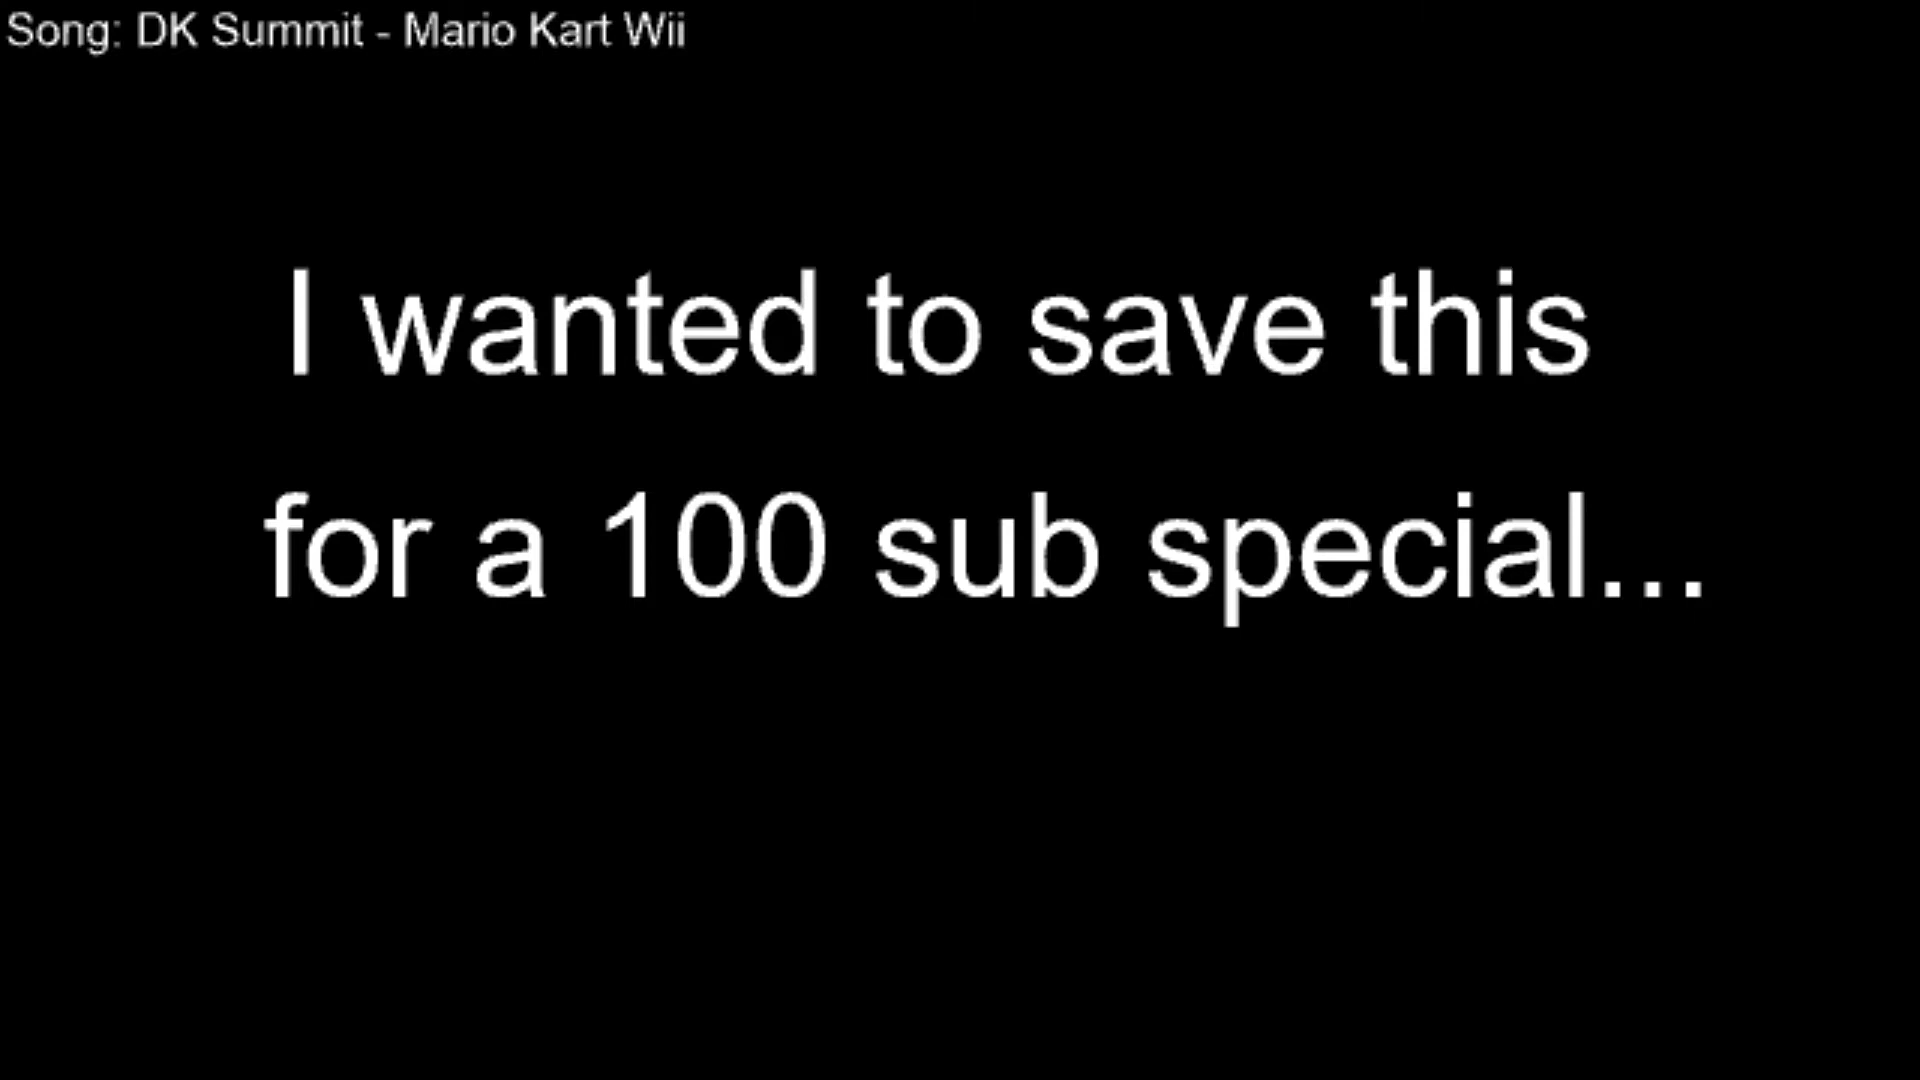 Song: DK Summit - Mario Kart Wii
I wanted to save this
for a 100 sub special...